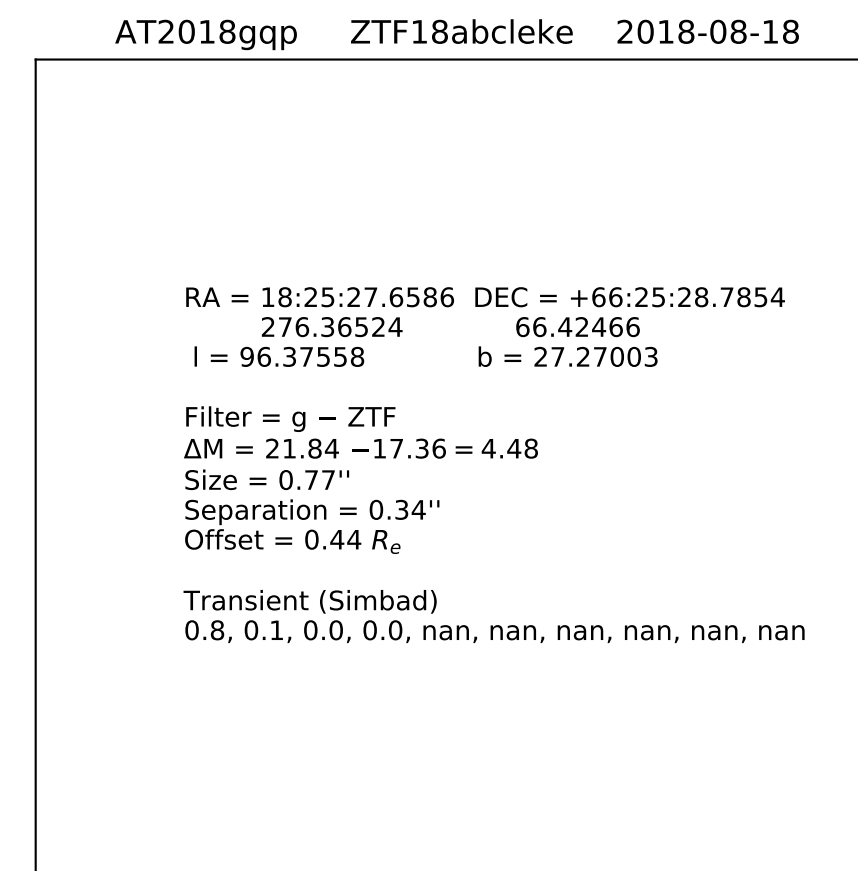 AT2018gqp ZTF18abcleke 2018-08-18
RA = 18:25:27.6586 DEC = +66:25:28.7854
276.36524 66.42466
l = 96.37558 b = 27.27003
Filter = g − ZTF
ΔM = 21.84 −17.36 = 4.48
Size = 0.77''
Separation = 0.34''
Offset = 0.44 Re
Transient (Simbad)
0.8, 0.1, 0.0, 0.0, nan, nan, nan, nan, nan, nan